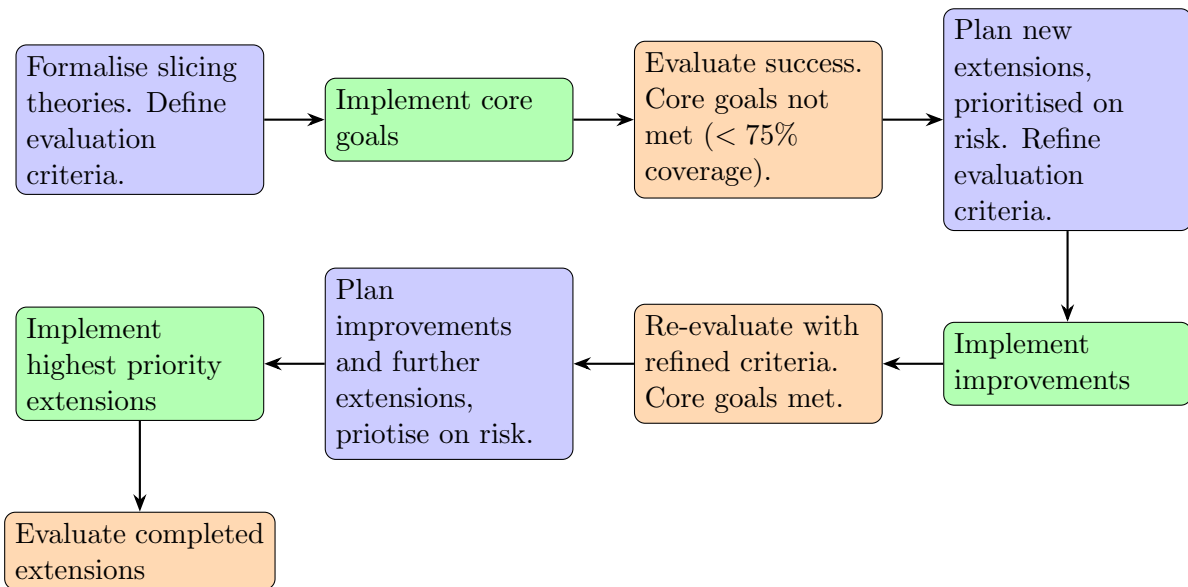 Formalise slicing
theories. Define
evaluation
criteria.
Implement core
goals
Evaluate success.
Core goals not
met (< 75%
coverage).
Plan new
extensions,
prioritised on
risk. Refine
evaluation
criteria.
Implement
improvements
Re-evaluate with
refined criteria.
Core goals met.
Plan
improvements
and further
extensions,
priotise on risk.
Implement
highest priority
extensions
Evaluate completed
extensions